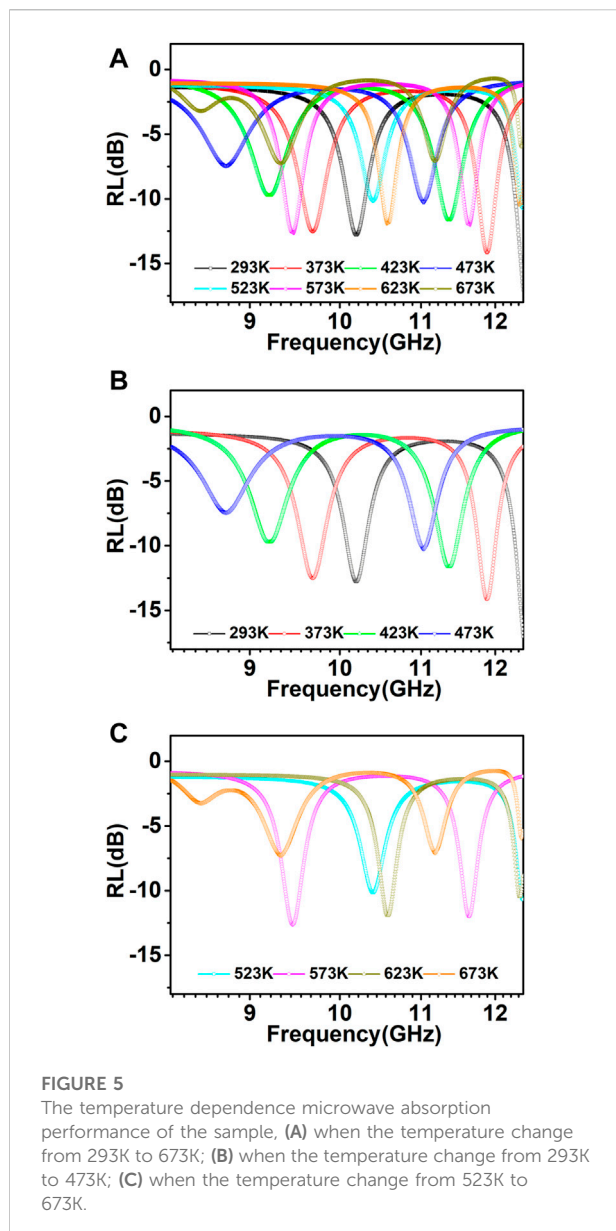 A
0
-5
-10
-15
RL(dB)
293K 373K 423K 473K
523K 573K 623K 673K
9 10 11 12
Frequency(GHz)
B
0
-5
-10
-15
RL(dB)
293K 373K 423K 473K
9 10 11 12
Frequency(GHz)
C
0
-5
-10
-15
RL(dB)
523K 573K 623K 673K
9 10 11 12
Frequency(GHz)
FIGURE 5
The temperature dependence microwave absorption
performance of the sample, (A) when the temperature change
from 293K to 673K; (B) when the temperature change from 293K
to 473K; (C) when the temperature change from 523K to
673K.